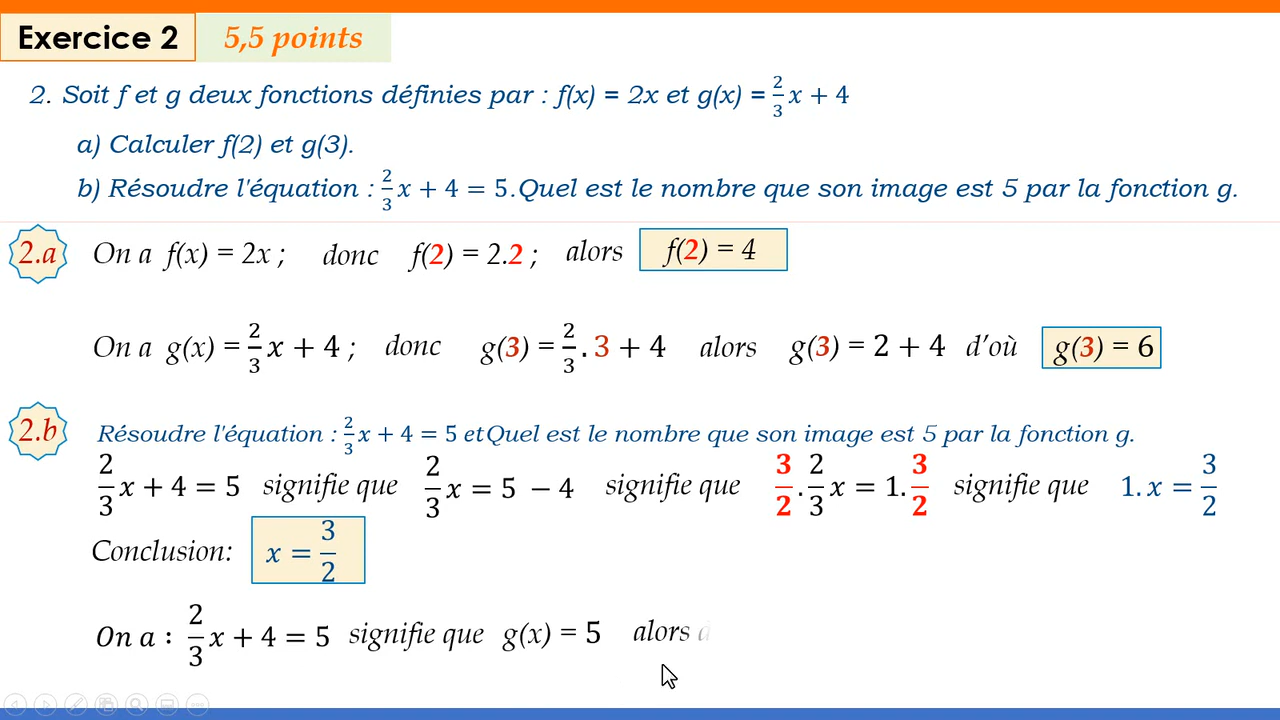 Exercice 2 5,5 points
2. Soit f et g deux fonctions définies par : f(x) = 2x et g(x) = 2/3 x + 4
a) Calculer f(2) et g(3).
b) Résoudre l'équation : 2/3 x + 4 = 5. Quel est le nombre que son image est 5 par la fonction g.
2.a On a f(x) = 2x ; donc f(2) = 2.2 ; alors f(2) = 4
On a g(x) = 2/3 x + 4 ; donc g(3) = 2/3 . 3 + 4 alors g(3) = 2 + 4 d'où g(3) = 6
2.b Résoudre l'équation : 2/3 x + 4 = 5 et Quel est le nombre que son image est 5 par la fonction g.
2/3 x + 4 = 5 signifie que 2/3 x = 5 − 4 signifie que 3/2 . 2/3 x = 1. 3/2 signifie que 1. x = 3/2
Conclusion: x = 3/2
On a : 2/3 x + 4 = 5 signifie que g(x) = 5 alors